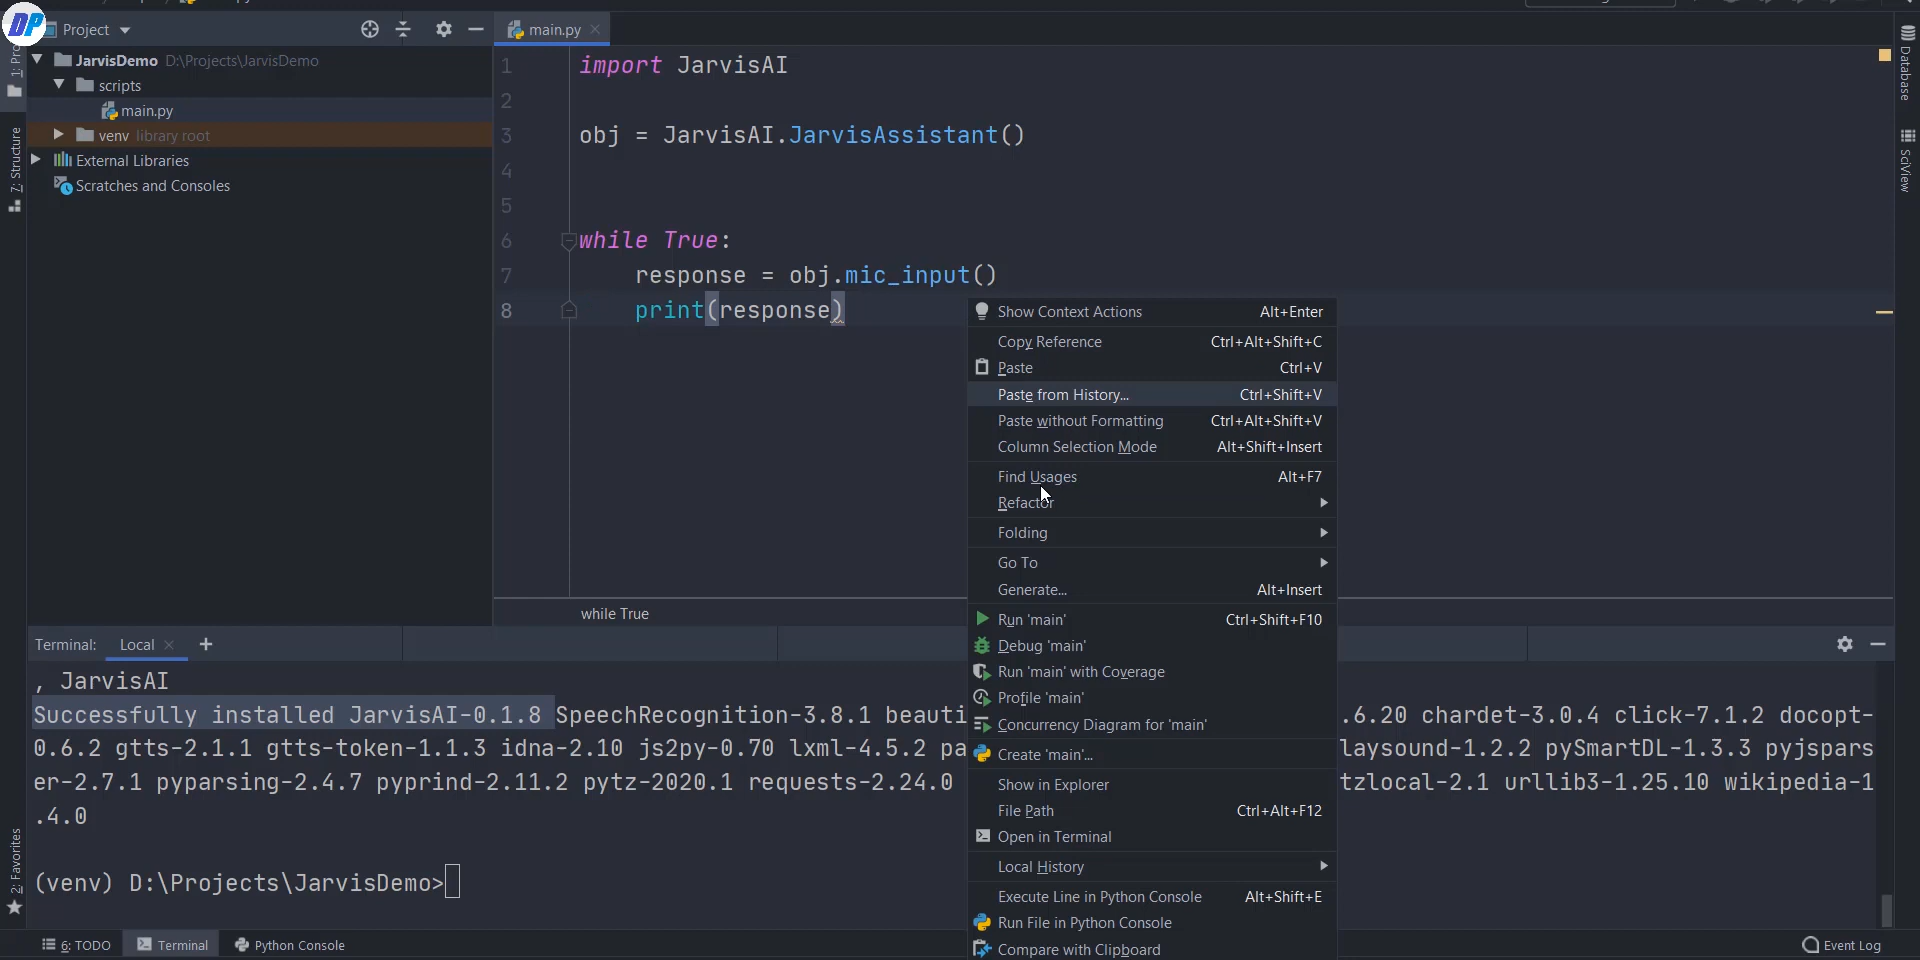 DP
Project
main.py
1: Pro
JarvisDemo D:\Projects\JarvisDemo
scripts
main.py
venv library root
External Libraries
Scratches and Consoles
7: Structure
2: Favorites
Database
SciView
1 import JarvisAI
2
3 obj = JarvisAI.JarvisAssistant()
4
5
6 while True:
7 response = obj.mic_input()
8 print(response)
while True
Show Context Actions Alt+Enter
Copy Reference Ctrl+Alt+Shift+C
Paste Ctrl+V
Paste from History... Ctrl+Shift+V
Paste without Formatting Ctrl+Alt+Shift+V
Column Selection Mode Alt+Shift+Insert
Find Usages Alt+F7
Refactor
Folding
Go To
Generate... Alt+Insert
Run 'main' Ctrl+Shift+F10
Debug 'main'
Run 'main' with Coverage
Profile 'main'
Concurrency Diagram for 'main'
Create 'main'...
Show in Explorer
File Path Ctrl+Alt+F12
Open in Terminal
Local History
Execute Line in Python Console Alt+Shift+E
Run File in Python Console
Compare with Clipboard
Terminal: Local +
, JarvisAI
Successfully installed JarvisAI-0.1.8 SpeechRecognition-3.8.1 beauti .6.20 chardet-3.0.4 click-7.1.2 docopt-
0.6.2 gtts-2.1.1 gtts-token-1.1.3 idna-2.10 js2py-0.70 lxml-4.5.2 pa laysound-1.2.2 pySmartDL-1.3.3 pyjspars
er-2.7.1 pyparsing-2.4.7 pyprind-2.11.2 pytz-2020.1 requests-2.24.0 tzlocal-2.1 urllib3-1.25.10 wikipedia-1
.4.0
(venv) D:\Projects\JarvisDemo>
6: TODO Terminal Python Console Event Log